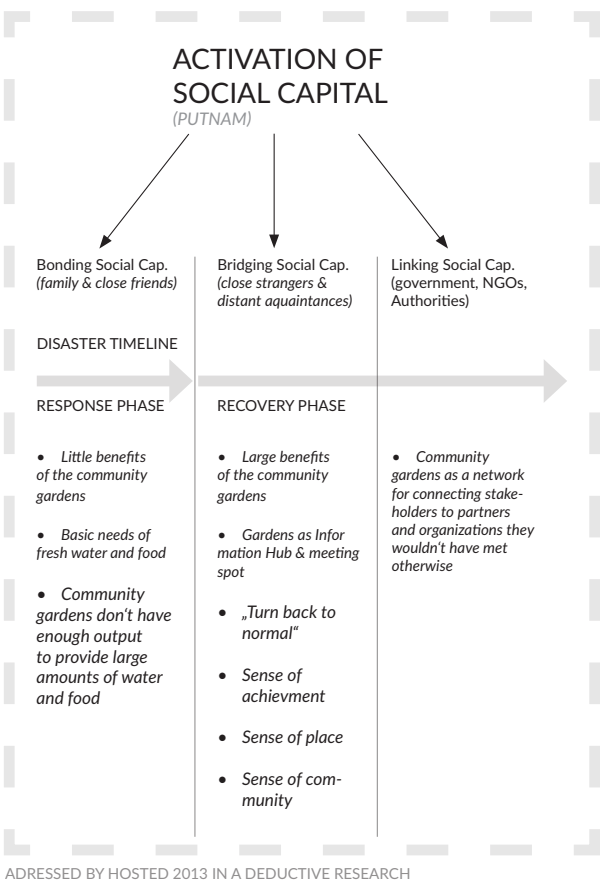 ACTIVATION OF
SOCIAL CAPITAL
(PUTNAM)
Bonding Social Cap.
(family & close friends)
Bridging Social Cap.
(close strangers &
distant aquaintances)
Linking Social Cap.
(government, NGOs,
Authorities)
DISASTER TIMELINE
RESPONSE PHASE
RECOVERY PHASE
• Little benefits
of the community
gardens
• Basic needs of
fresh water and food
• Community
gardens don‘t have
enough output
to provide large
amounts of water
and food
• Large benefits
of the community
gardens
• Gardens as Infor
mation Hub & meeting
spot
• „Turn back to
normal“
• Sense of
achievment
• Sense of place
• Sense of com-
munity
• Community
gardens as a network
for connecting stake-
holders to partners
and organizations they
wouldn‘t have met
otherwise
ADRESSED BY HOSTED 2013 IN A DEDUCTIVE RESEARCH